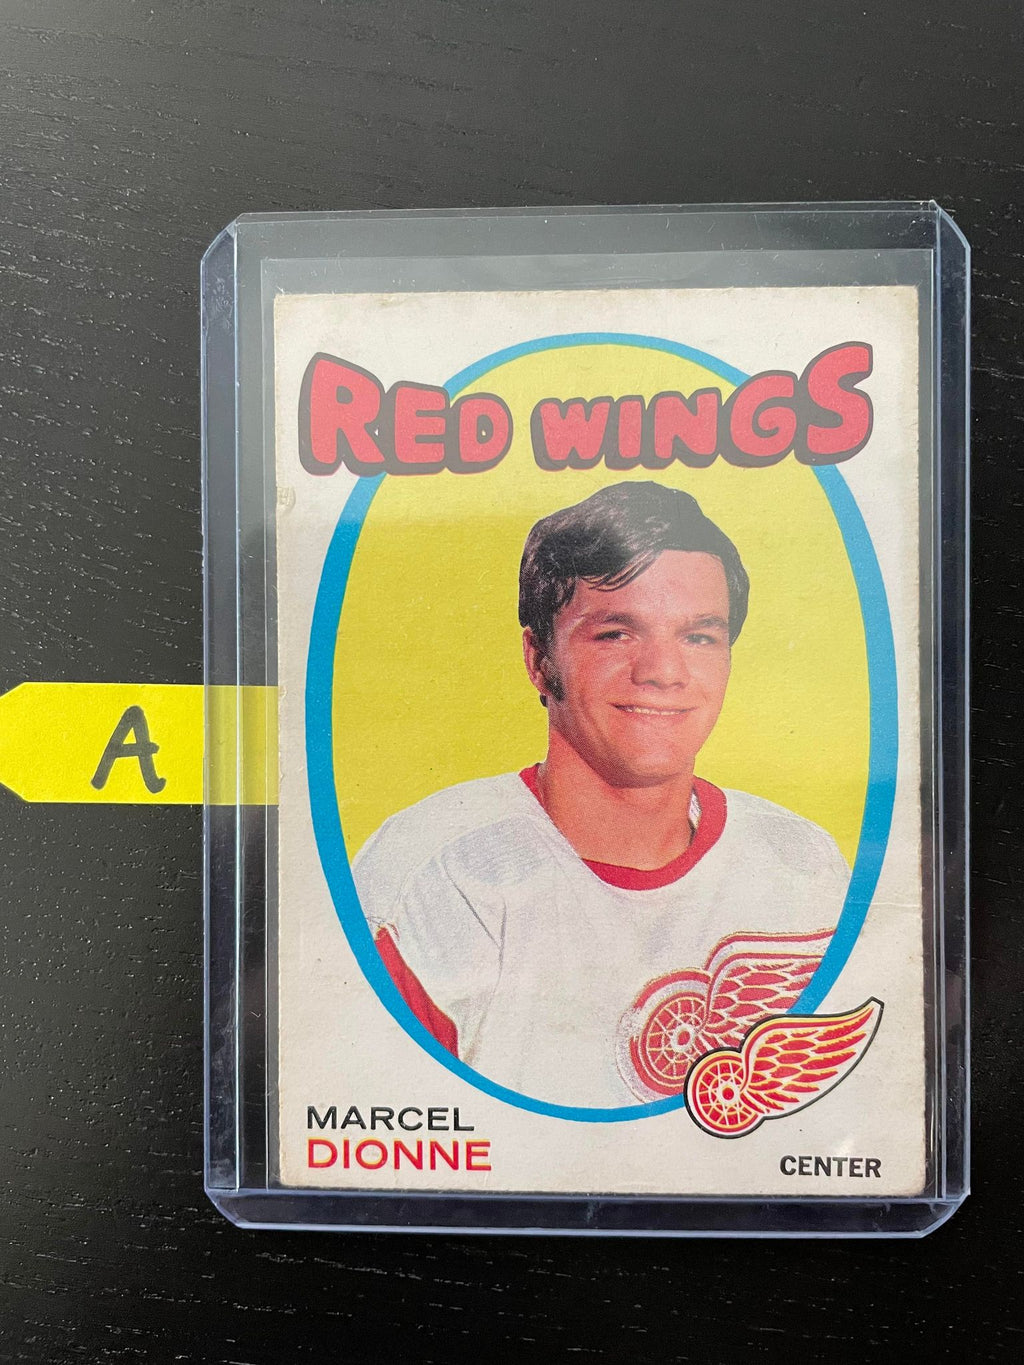 RED WINGS
A
MARCEL
DIONNE
CENTER